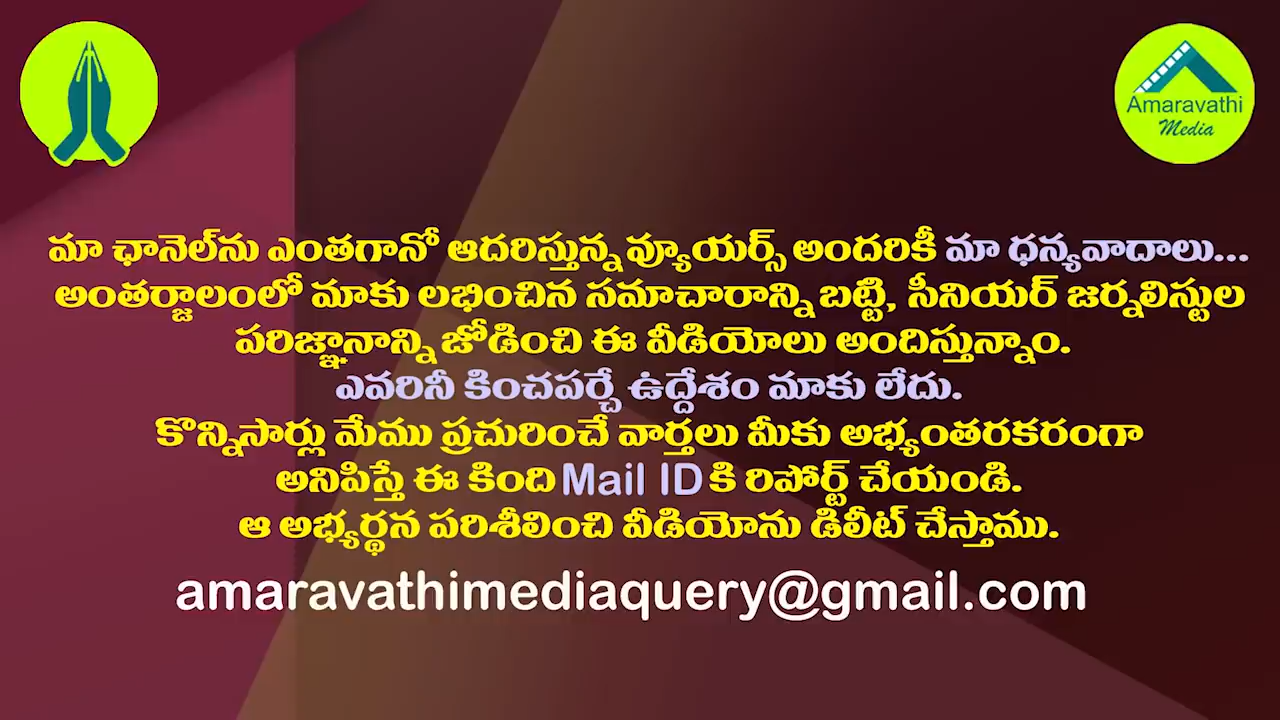 Amaravathi
Media
మా ఛానెల్‌ను ఎంతగానో ఆదరిస్తున్న వ్యూయర్స్ అందరికీ మా ధన్యవాదాలు...
అంతర్జాలంలో మాకు లభించిన సమాచారాన్ని బట్టి, సీనియర్ జర్నలిస్టుల
పరిజ్ఞానాన్ని జోడించి ఈ వీడియోలు అందిస్తున్నాం.
ఎవరినీ కించపర్చే ఉద్దేశం మాకు లేదు.
కొన్నిసార్లు మేము ప్రచురించే వార్తలు మీకు అభ్యంతరకరంగా
అనిపిస్తే ఈ కింది Mail ID కి రిపోర్ట్ చేయండి.
ఆ అభ్యర్థన పరిశీలించి వీడియోను డిలీట్ చేస్తాము.
amaravathimediaquery@gmail.com